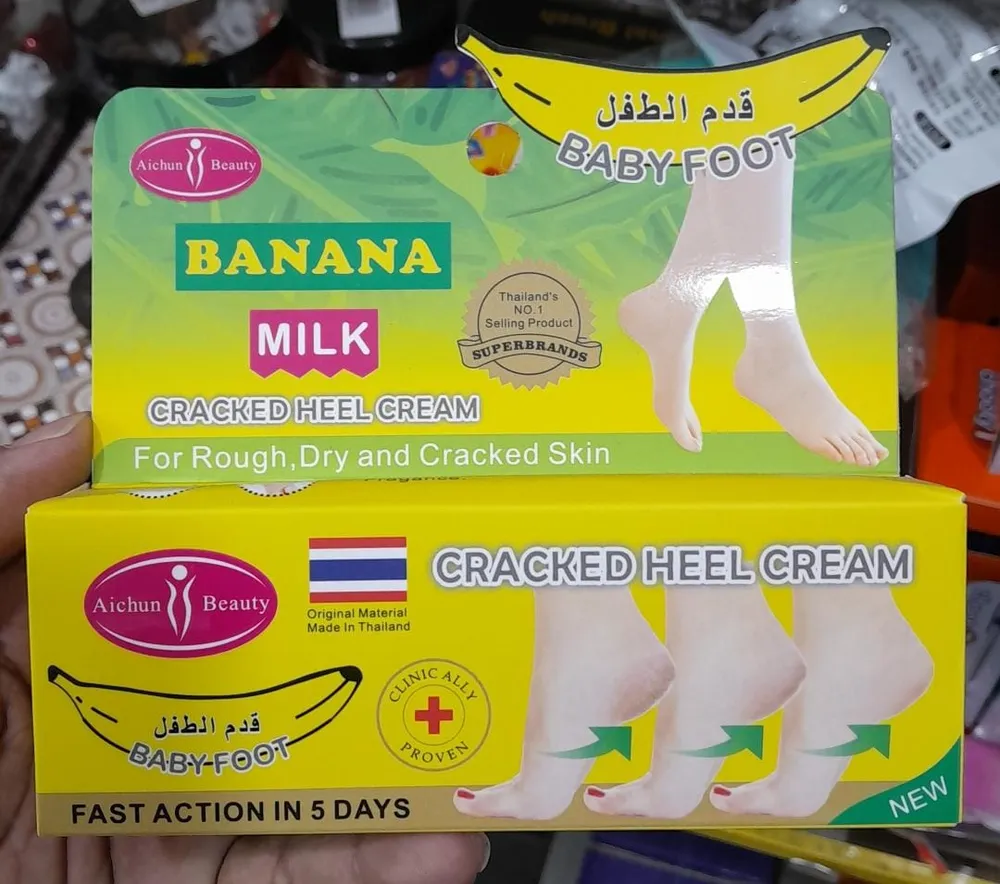 قدم الطفل
BABY FOOT
Aichun Beauty
BANANA
MILK
Thailand's
NO.1
Selling Product
SUPERBRANDS
CRACKED HEEL CREAM
For Rough,Dry and Cracked Skin
Aichun Beauty
Original Material
Made In Thailand
CRACKED HEEL CREAM
قدم الطفل
BABY FOOT
CLINIC ALLY
PROVEN
FAST ACTION IN 5 DAYS
NEW